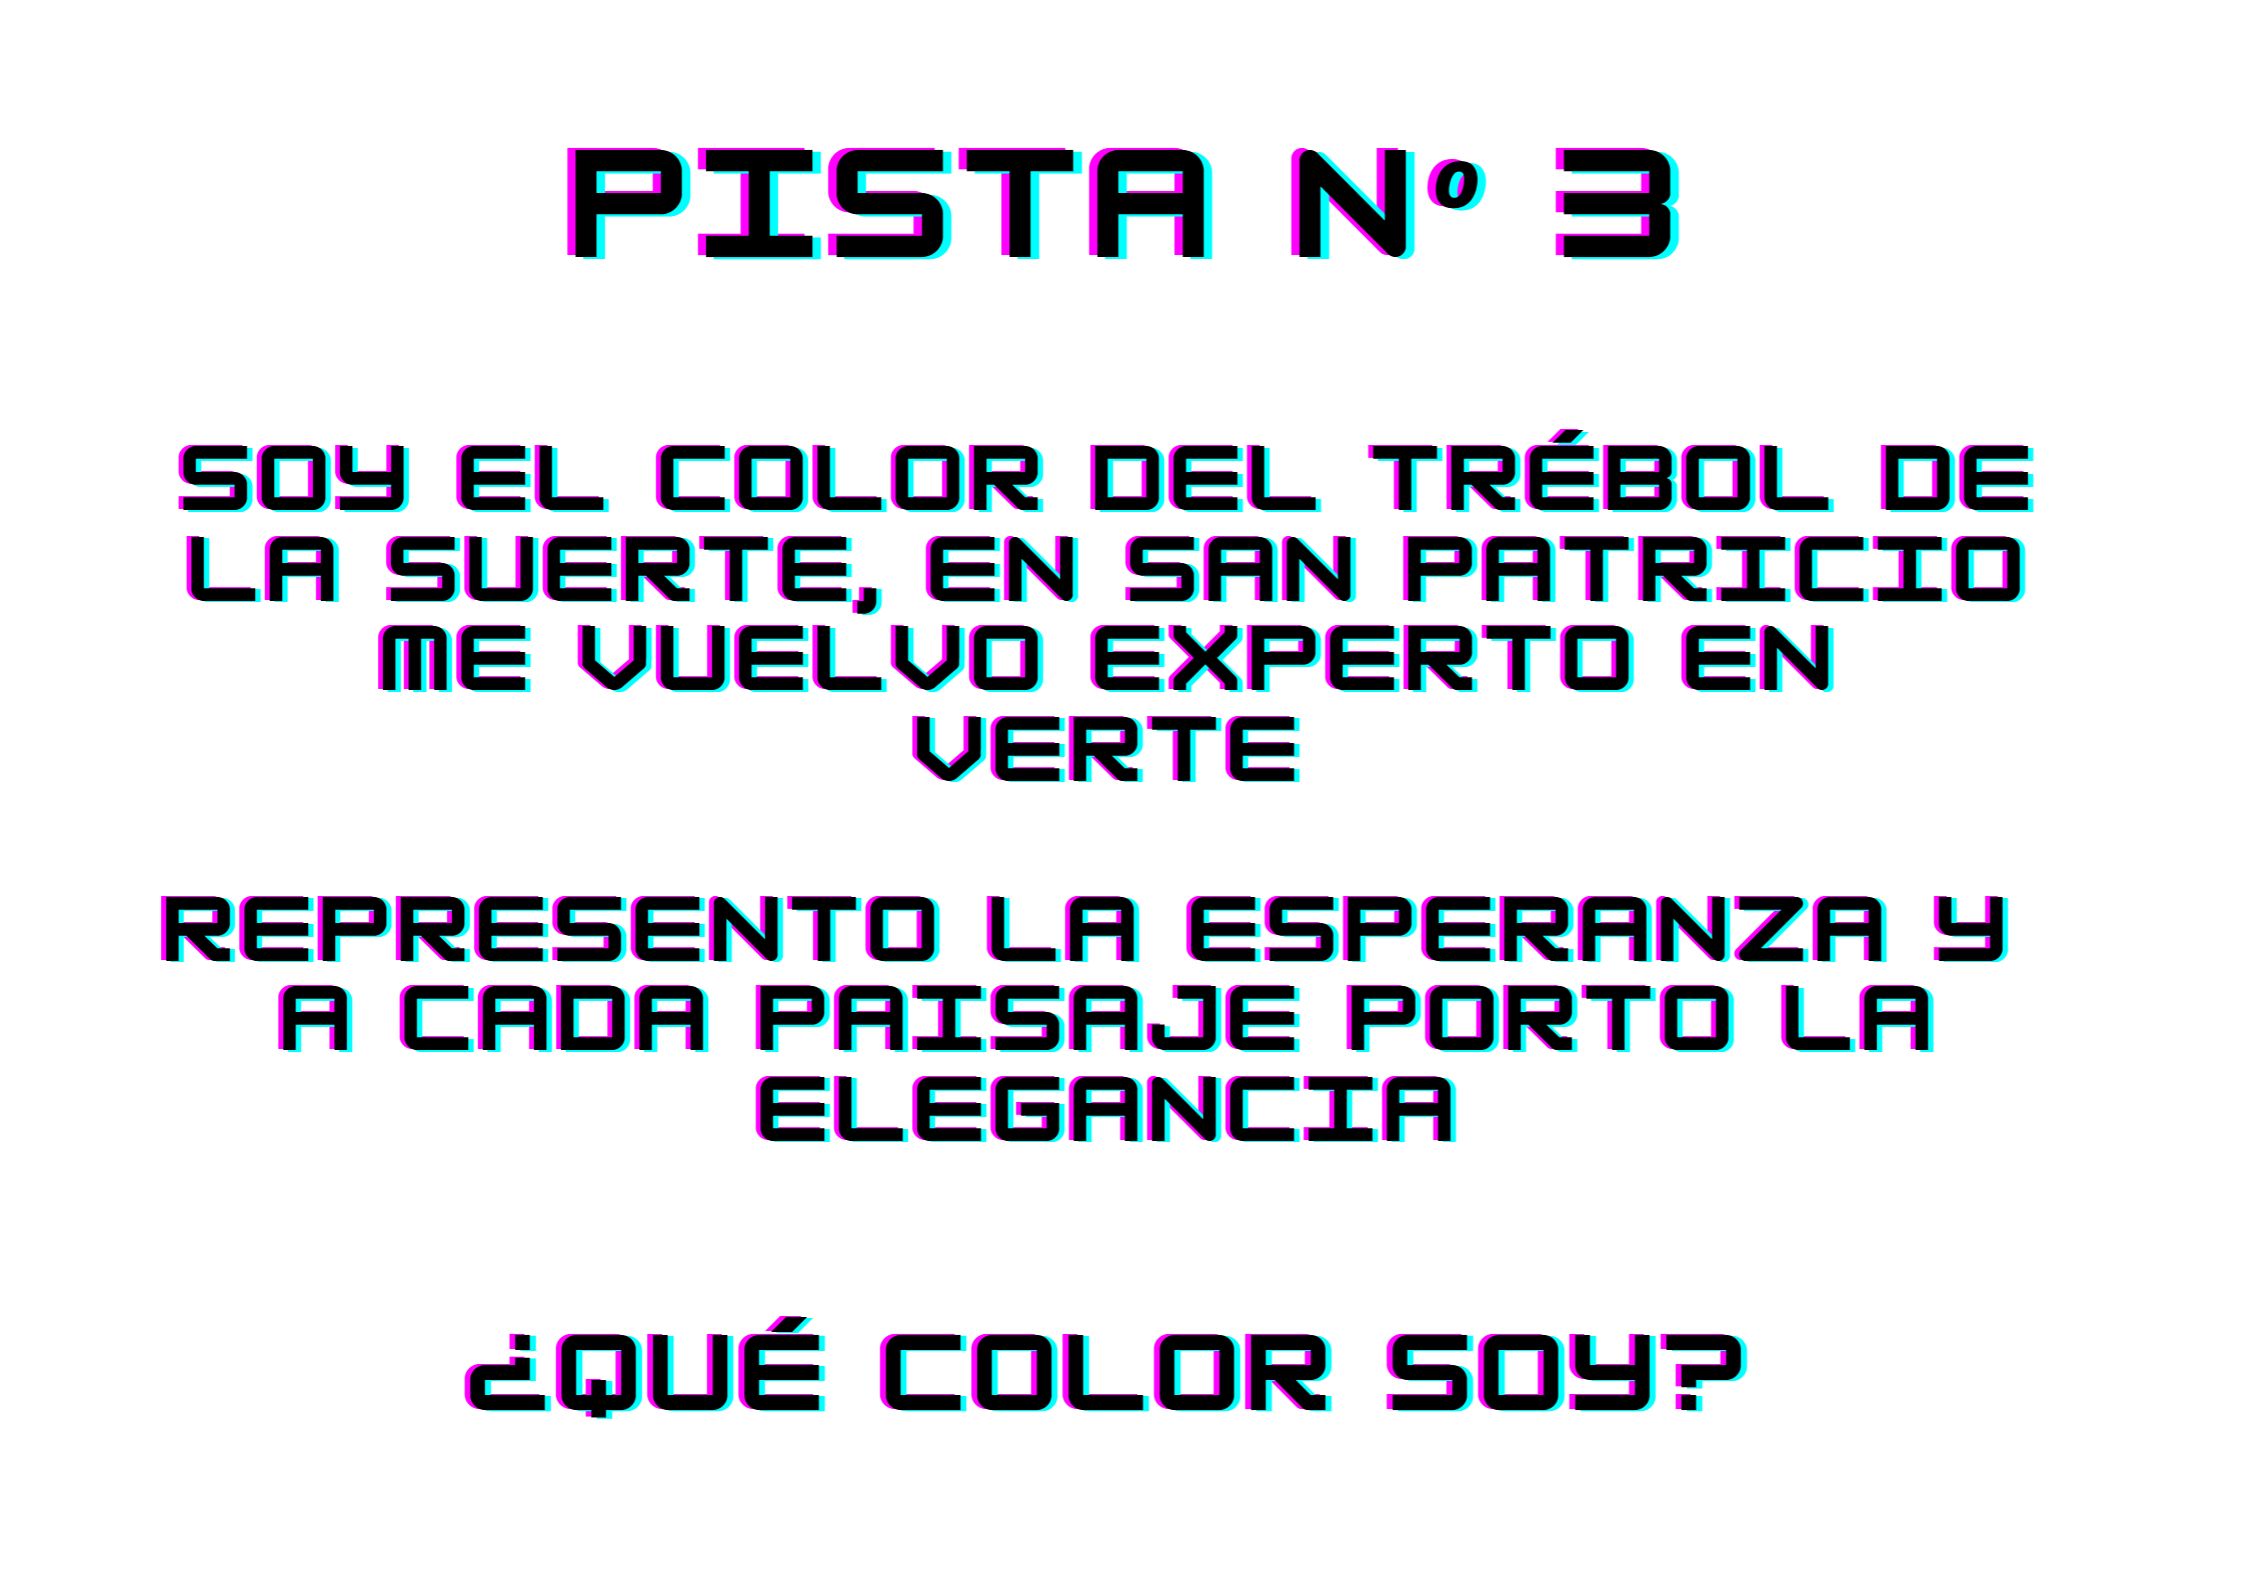 PISTA Nº 3
SOY EL COLOR DEL TRÉBOL DE
LA SUERTE, EN SAN PATRICIO
ME VUELVO EXPERTO EN
VERTE
REPRESENTO LA ESPERANZA Y
A CADA PAISAJE PORTO LA
ELEGANCIA
¿QUÉ COLOR SOY?